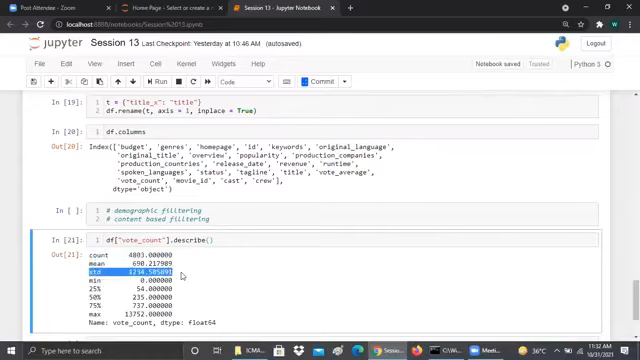 Post Attendee - Zoom
Home Page - Select or create a n
Session 13 - Jupyter Notebook
localhost:8888/notebooks/Session%2013.ipynb
jupyter Session 13 Last Checkpoint: Yesterday at 10:46 AM (autosaved)
Logout
File Edit View Insert Cell Kernel Widgets Help
Notebook saved Trusted Python 3
Run Code Commit
In [19]: 1 t = {"title_x": "title"}
2 df.rename(t, axis = 1, inplace = True)
In [20]: 1 df.columns
Out[20]: Index(['budget', 'genres', 'homepage', 'id', 'keywords', 'original_language',
'original_title', 'overview', 'popularity', 'production_companies',
'production_countries', 'release_date', 'revenue', 'runtime',
'spoken_languages', 'status', 'tagline', 'title', 'vote_average',
'vote_count', 'movie_id', 'cast', 'crew'],
dtype='object')
In [ ]: 1 # demographic fliltering
2 # content based fliltering
In [21]: 1 df["vote_count"].describe()
Out[21]: count 4803.000000
mean 690.217989
std 1234.585891
min 0.000000
25% 54.000000
50% 235.000000
75% 737.000000
max 13752.000000
Name: vote_count, dtype: float64
Type here to search
ICMA
Sessi
C:\Wi
Meeti
36°C
11:32 AM
10/31/2021